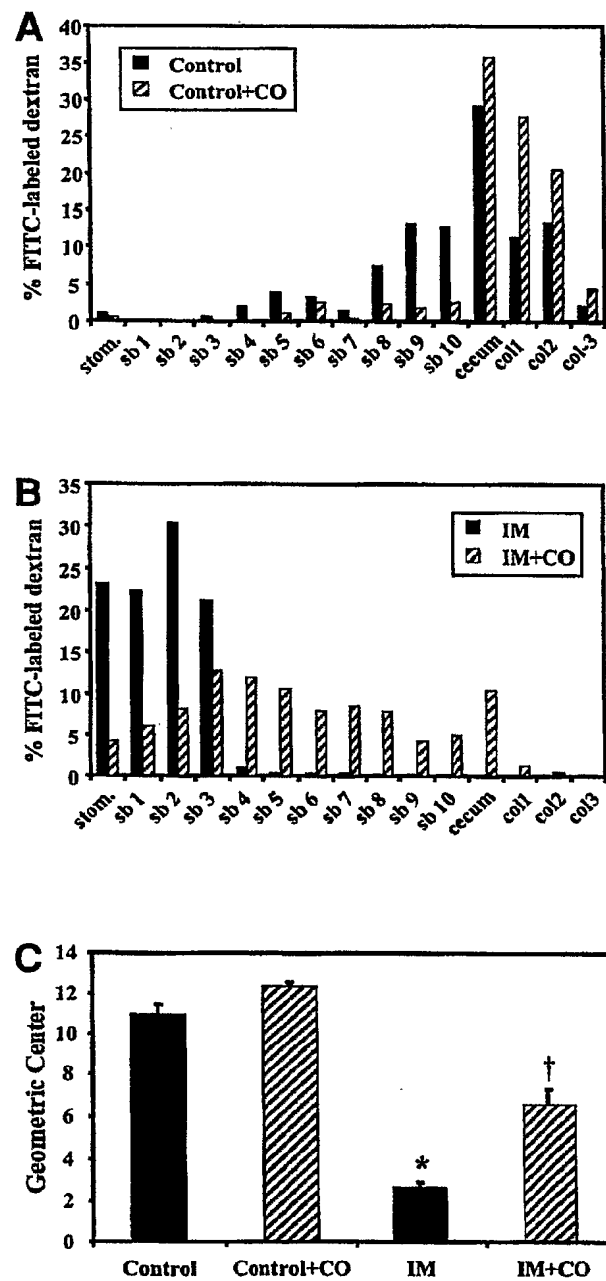 A
40
35
30
25
20
15
10
5
0
% FITC-labeled dextran
Control
Control+CO
stom.
sb 1
sb 2
sb 3
sb 4
sb 5
sb 6
sb 7
sb 8
sb 9
sb 10
cecum
col1
col2
col-3
B
35
30
25
20
15
10
5
0
% FITC-labeled dextran
IM
IM+CO
stom.
sb 1
sb 2
sb 3
sb 4
sb 5
sb 6
sb 7
sb 8
sb 9
sb 10
cecum
col1
col2
col3
C
14
12
10
8
6
4
2
0
Geometric Center
*
†
Control
Control+CO
IM
IM+CO